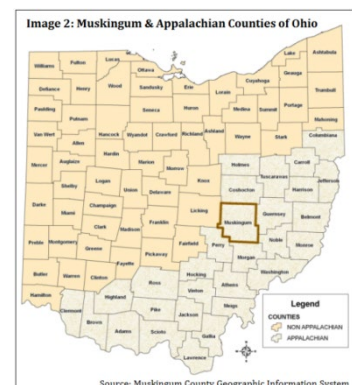 Image 2: Muskingum & Appalachian Counties of Ohio
Williams Fulton Lucas Ottawa Lake Ashtabula
Geauga
Defiance Henry Wood Sandusky Erie Lorain Cuyahoga Trumbull
Paulding Seneca Huron Medina Summit Portage
Putnam Mahoning
Van Wert Hancock Wyandot Crawford Richland Ashland Wayne Stark Columbiana
Allen
Hardin Carroll
Mercer Auglaize Marion Morrow Holmes Tuscarawas Jefferson
Logan Knox Coshocton Harrison
Shelby Union Delaware
Darke Champaign Licking Muskingum Guernsey Belmont
Miami Franklin
Clark Madison
Preble Montgomery Fairfield Perry Noble Monroe
Greene Pickaway Morgan
Fayette Washington
Butler Warren Clinton Ross Hocking Athens
Hamilton Highland Vinton Meigs
Clermont Pike Jackson
Brown Adams Scioto Gallia
Lawrence
Legend
COUNTIES
NON APPALACHIAN
APPALACHIAN
Source: Muskingum County Geographic Information System